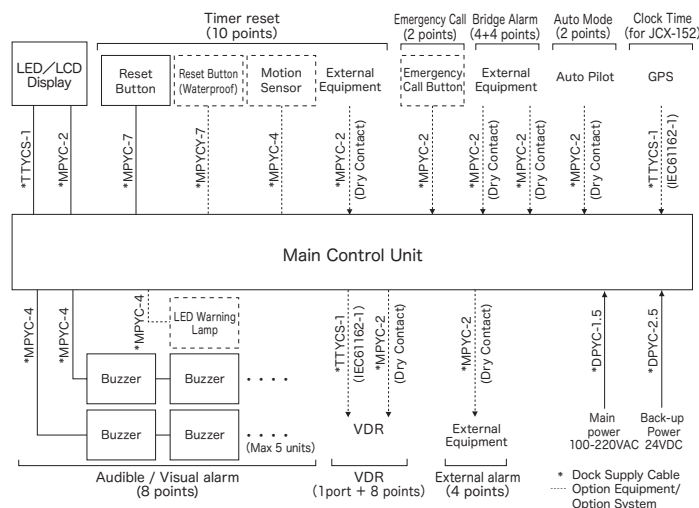 Timer reset
(10 points)
Emergency Call
(2 points)
Bridge Alarm
(4+4 points)
Auto Mode
(2 points)
Clock Time
(for JCX-152)
LED／LCD
Display
Reset
Button
Reset Button
(Waterproof)
Motion
Sensor
External
Equipment
Emergency
Call Button
External
Equipment
Auto Pilot
GPS
*TTYCS-1
*MPYC-2
*MPYC-7
*MPYCY-7
*MPYC-4
*MPYC-2
(Dry Contact)
*MPYC-2
*MPYC-2
(Dry Contact)
*MPYC-2
(Dry Contact)
*MPYC-2
(Dry Contact)
*TTYCS-1
(IEC61162-1)
Main Control Unit
*MPYC-4
*MPYC-4
*MPYC-4
LED Warning
Lamp
*TTYCS-1
(IEC61162-1)
*MPYC-2
(Dry Contact)
*MPYC-2
(Dry Contact)
*DPYC-1.5
*DPYC-2.5
Buzzer
Buzzer
Buzzer
Buzzer
(Max 5 units)
VDR
External
Equipment
Main
power
100-220VAC
Back-up
Power
24VDC
Audible / Visual alarm
(8 points)
VDR
(1port + 8 points)
External alarm
(4 points)
* Dock Supply Cable
Option Equipment/
Option System